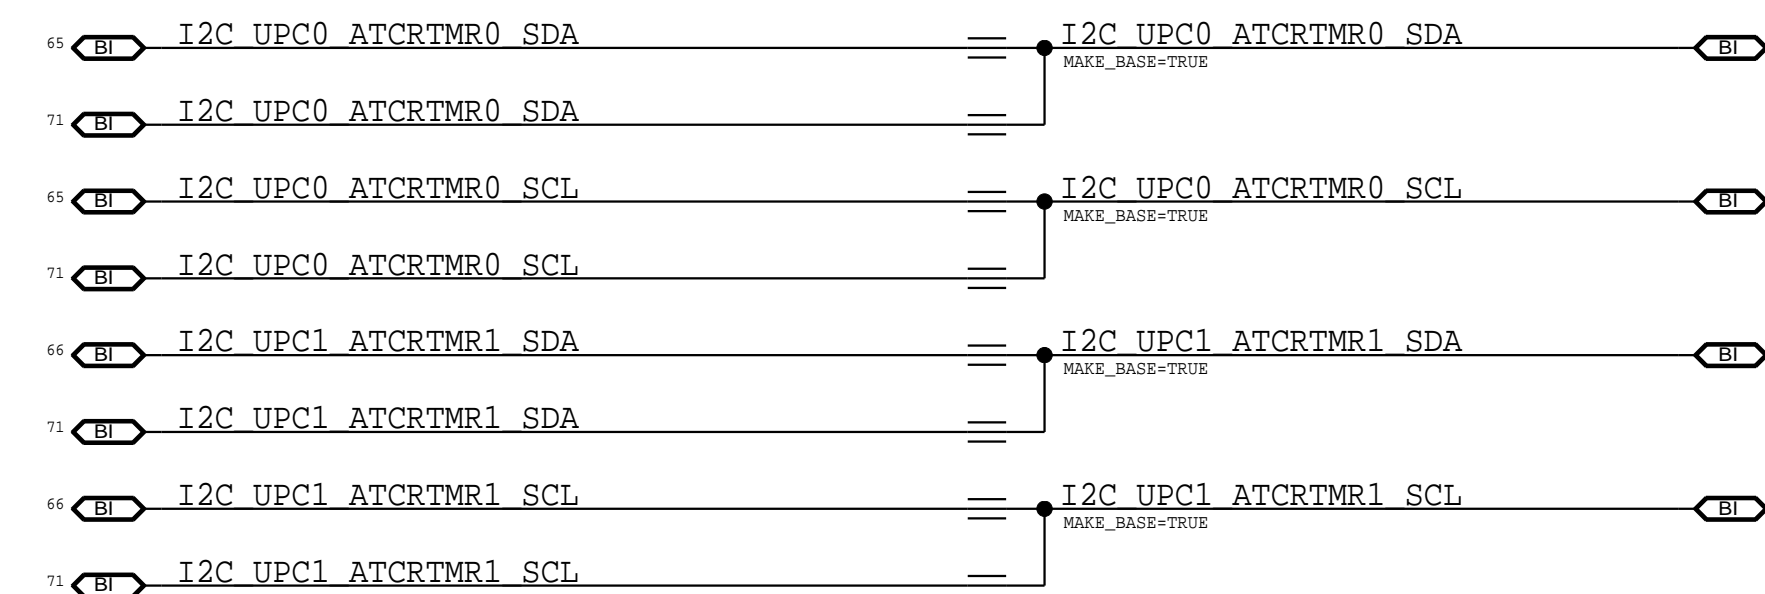 65 BI I2C_UPC0_ATCRTMR0_SDA I2C_UPC0_ATCRTMR0_SDA BI
MAKE_BASE=TRUE
71 BI I2C_UPC0_ATCRTMR0_SDA
65 BI I2C_UPC0_ATCRTMR0_SCL I2C_UPC0_ATCRTMR0_SCL BI
MAKE_BASE=TRUE
71 BI I2C_UPC0_ATCRTMR0_SCL
66 BI I2C_UPC1_ATCRTMR1_SDA I2C_UPC1_ATCRTMR1_SDA BI
MAKE_BASE=TRUE
71 BI I2C_UPC1_ATCRTMR1_SDA
66 BI I2C_UPC1_ATCRTMR1_SCL I2C_UPC1_ATCRTMR1_SCL BI
MAKE_BASE=TRUE
71 BI I2C_UPC1_ATCRTMR1_SCL